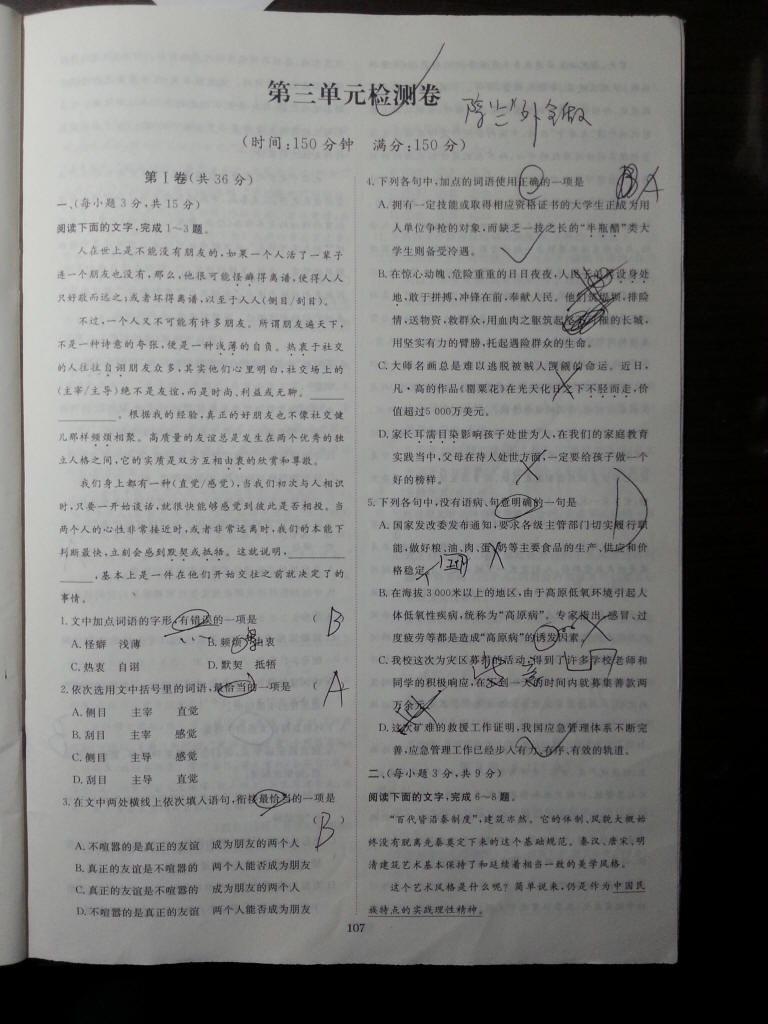 第三单元检测卷
除“兰”外全做
(时间:150分钟 满分:150分)
第Ⅰ卷(共36分)
一、(每小题3分,共15分)
阅读下面的文字,完成1~3题。
人在世上是不能没有朋友的,如果一个人活了一辈子
连一个朋友也没有,那么,他很可能怪癖得离谱,使得人人
只好敬而远之;或者坏得离谱,以至于人人(侧目/刮目)。
不过,一个人又不可能有许多朋友。所谓朋友遍天下,
不是一种诗意的夸张,便是一种浅薄的自负。热衷于社交
的人往往自诩朋友众多,其实他们心里明白,社交场上的
(主宰/主导)绝不是友谊,而是时尚、利益或无聊。
。根据我的经验,真正的好朋友也不像社交健
儿那样频烦相聚。高质量的友谊总是发生在两个优秀的独
立人格之间,它的实质是双方互相由衷的欣赏和尊敬。
我们身上都有一种(直觉/感觉),当我们初次与人相识
时,只要一开始谈话,就很快能够感觉到彼此是否相投。当
两个人的心性非常接近时,或者非常远离时,我们的本能下
判断最快,立刻会感到默契或抵牾。这就说明,
,基本上是一件在他们开始交往之前就决定了的
事情。
1.文中加点词语的字形,有错误的一项是 ( B
A.怪癖 浅薄 B.频烦 由衷
C.热衷 自诩 D.默契 抵牾
2.依次选用文中括号里的词语,最恰当的一项是 ( A
A.侧目 主宰 直觉
B.刮目 主宰 感觉
C.侧目 主导 感觉
D.刮目 主导 直觉
3.在文中两处横线上依次填入语句,衔接最恰当的一项是
( B )
A.不喧嚣的是真正的友谊 成为朋友的两个人
B.真正的友谊是不喧嚣的 两个人能否成为朋友
C.真正的友谊是不喧嚣的 成为朋友的两个人
D.不喧嚣的是真正的友谊 两个人能否成为朋友
4.下列各句中,加点的词语使用正确的一项是 A
A.拥有一定技能或取得相应资格证书的大学生正成为用
人单位争抢的对象,而缺乏一技之长的“半瓶醋”类大
学生则备受冷遇。
B.在惊心动魄、危险重重的日日夜夜,人民子弟兵设身处
地,敢于拼搏,冲锋在前,奉献人民。他们筑堤坝,排险
情,送物资,救群众,用血肉之躯筑起的长城,
用坚实有力的臂膀,托起遇险群众的生命。
C.大师名画总是难以逃脱被贼人觊觎的命运。近日,
凡·高的作品《罂粟花》在光天化日之下不胫而走,价
值超过5 000万美元。
D.家长耳濡目染影响孩子处世为人,在我们的家庭教育
实践当中,父母在待人处世方面,一定要给孩子做一个
好的榜样。
5.下列各句中,没有语病、句意明确的一句是 D
A.国家发改委发布通知,要求各级主管部门切实履行职
能,做好粮、油、肉、蛋、奶等主要食品的生产、供应和价
格稳定。
B.在海拔3 000米以上的地区,由于高原低氧环境引起人
体低氧性疾病,统称为“高原病”。专家指出,感冒、过
度疲劳等都是造成“高原病”的诱发因素。
C.我校这次为灾区募捐的活动,得到了许多学校老师和
同学的积极响应,在不到一天的时间内就募集善款两
万余元。
D.这次矿难的救援工作证明,我国应急管理体系不断完
善,应急管理工作已经步入有力、有序、有效的轨道。
二、(每小题3分,共9分)
阅读下面的文字,完成6~8题。
“百代皆沿秦制度”,建筑亦然。它的体制、风貌大概始
终没有脱离先秦奠定下来的这个基础规范。秦汉、唐宋、明
清建筑艺术基本保持了和延续着相当一致的美学风格。
这个艺术风格是什么呢?简单说来,仍是作为中国民
族特点的实践理性精神。
107